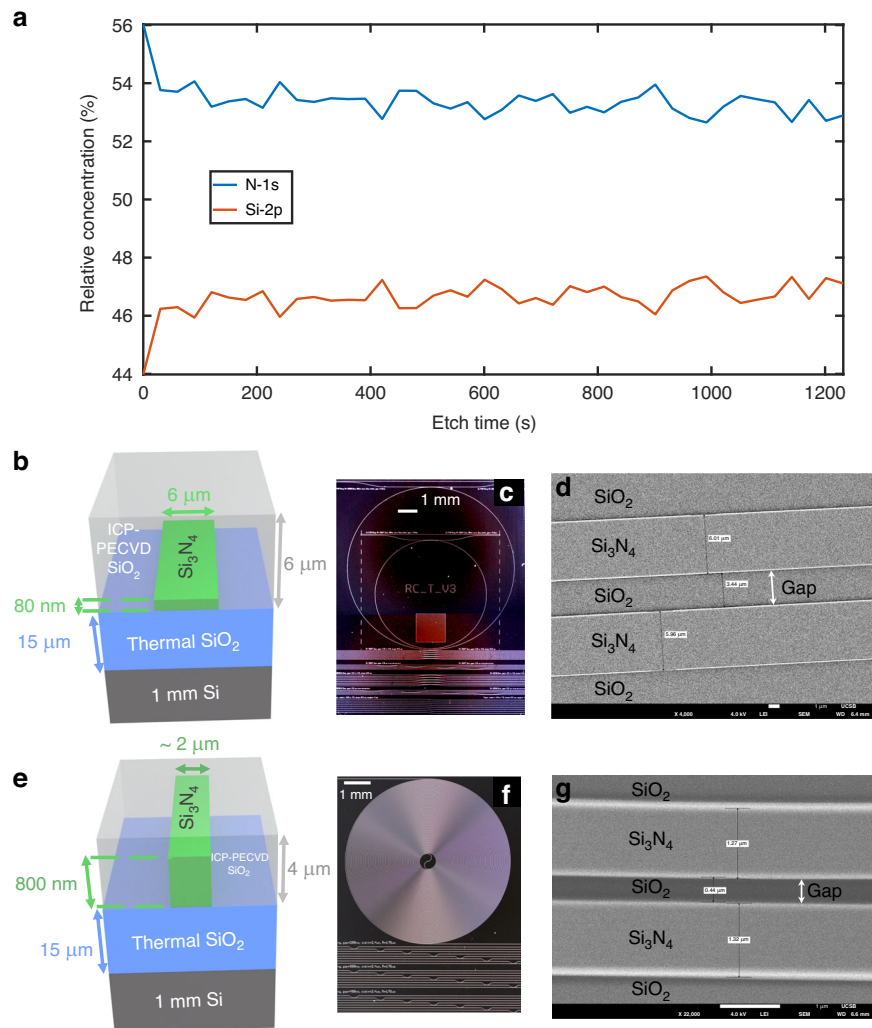 a
56
54
52
50
48
46
44
Relative concentration (%)
N-1s
Si-2p
0
200
400
600
800
1000
1200
Etch time (s)
b
6 μm
ICP-
PECVD
SiO2
Si3N4
6 μm
80 nm
15 μm
Thermal SiO2
1 mm Si
c
1 mm
RC_T_V3
d
SiO2
Si3N4
6.01 μm
SiO2
3.44 μm
Gap
Si3N4
5.96 μm
SiO2
1 μm
UCSB
X 4,000
4.0 kV
LEI
SEM
WD 6.4 mm
e
~ 2 μm
Si3N4
ICP-PECVD
SiO2
4 μm
800 nm
15 μm
Thermal SiO2
1 mm Si
f
1 mm
g
SiO2
Si3N4
1.27 μm
SiO2
0.44 μm
Gap
Si3N4
1.32 μm
SiO2
1 μm
UCSB
X 22,000
4.0 kV
LEI
SEM
WD 6.6 mm